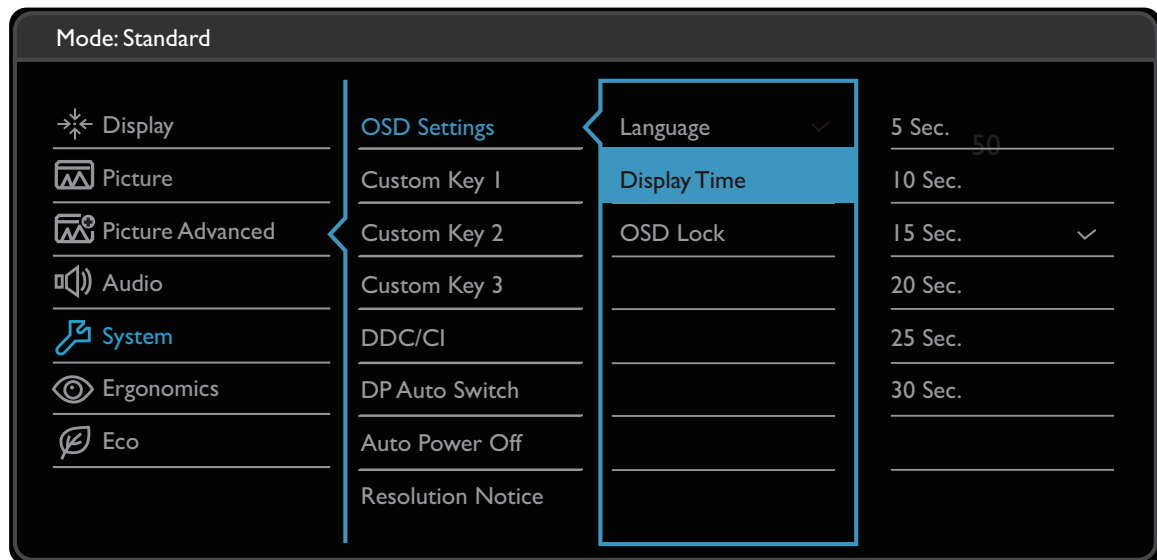 Mode: Standard
Display
Picture
Picture Advanced
Audio
System
Ergonomics
Eco
OSD Settings
Custom Key 1
Custom Key 2
Custom Key 3
DDC/CI
DP Auto Switch
Auto Power Off
Resolution Notice
Language
Display Time
OSD Lock
5 Sec.
50
10 Sec.
15 Sec.
20 Sec.
25 Sec.
30 Sec.